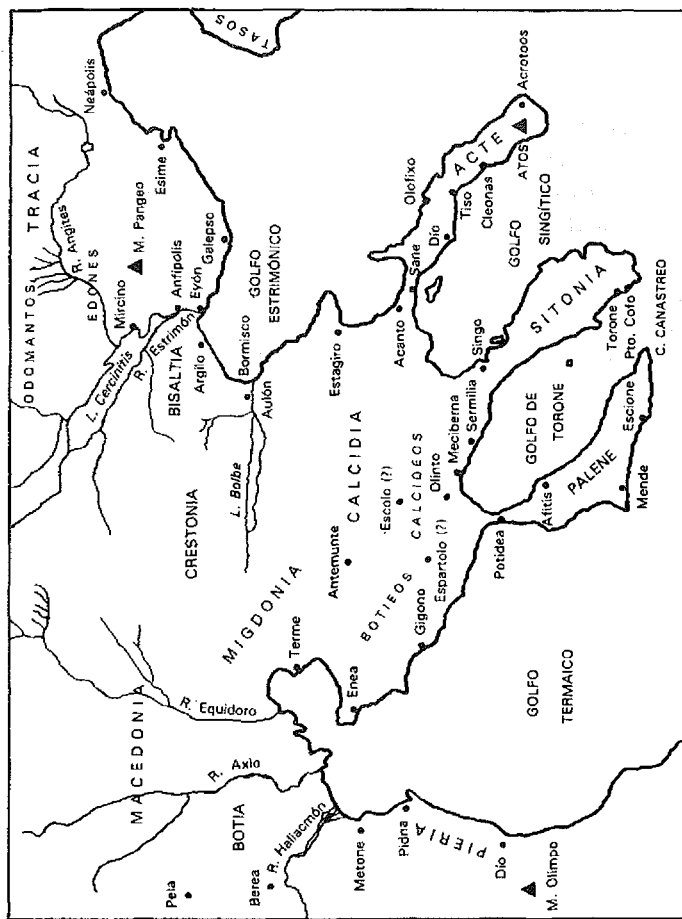 TASOS
Neápolis
TRACIA
ODOMANTOS
R. Angites
EDONES
M. Pangeo
Esime
Mircino
Anfípolis
Galepso
Eyón
L. Cercinitis
R. Estrimón
BISALTIA
Argilo
GOLFO
ESTRIMÓNICO
Bormisco
Aulón
L. Bolbe
CRESTONIA
Acrotoos
ATOS
ACTE
Olofixo
Tiso
Cleonas
Dío
Sane
GOLFO
SINGÍTICO
Acanto
Estagiro
SITONIA
Singo
Torone
Pto. Cofo
C. CANASTREO
Sermilia
Meciberna
GOLFO DE
TORONE
CALCIDIA
CALCIDEOS
Escolo (?)
Olinto
Escione
PALENE
Mende
Afitis
Potidea
Antemunte
Espartolo (?)
BOTIEOS
Gigono
MIGDONIA
Terme
Enea
R. Equidoro
GOLFO
TERMAICO
MACEDONIA
R. Axio
BOTIA
R. Haliacmón
Pela
Berea
Metone
Pidna
PIERIA
Dío
M. Olimpo